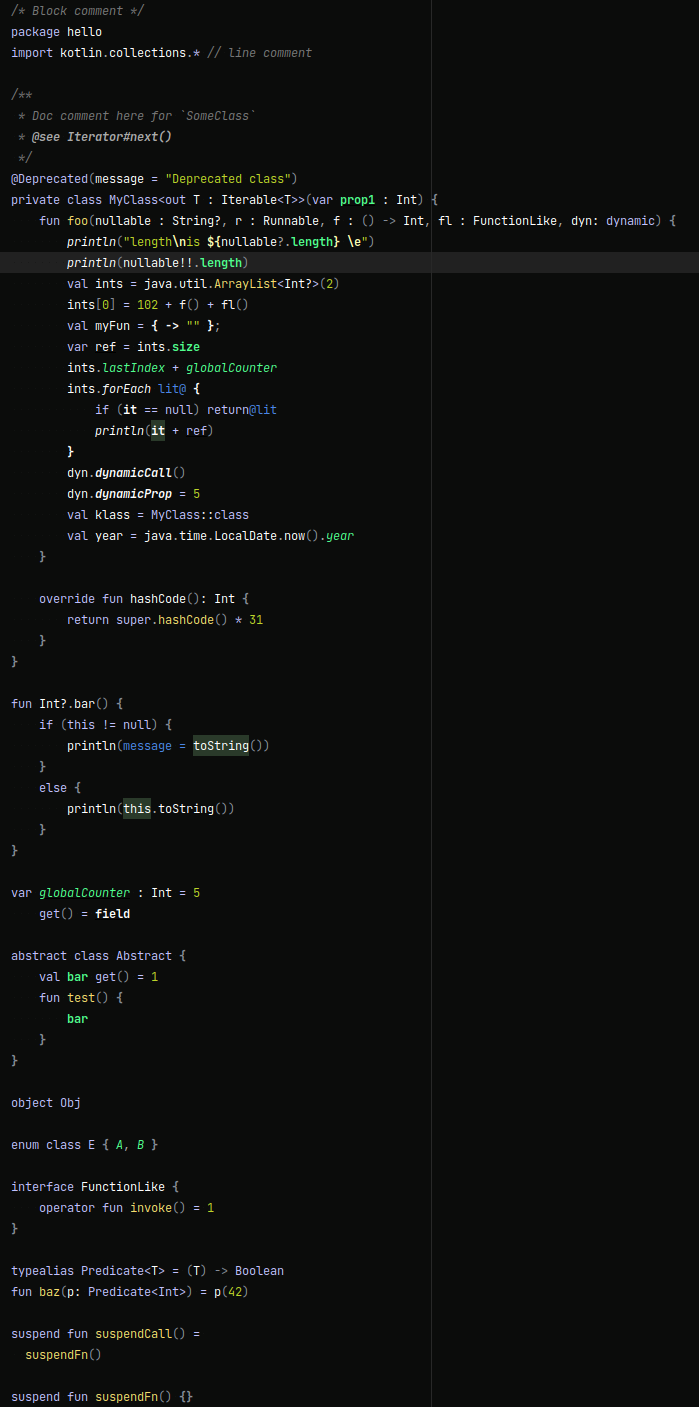 /* Block comment */
package hello
import kotlin.collections.* // line comment

/**
 * Doc comment here for `SomeClass`
 * @see Iterator#next()
 */
@Deprecated(message = "Deprecated class")
private class MyClass<out T : Iterable<T>>(var prop1 : Int) {
    fun foo(nullable : String?, r : Runnable, f : () -> Int, fl : FunctionLike, dyn: dynamic) {
        println("length\nis ${nullable?.length} \e")
        println(nullable!!.length)
        val ints = java.util.ArrayList<Int?>(2)
        ints[0] = 102 + f() + fl()
        val myFun = { -> "" };
        var ref = ints.size
        ints.lastIndex + globalCounter
        ints.forEach lit@ {
            if (it == null) return@lit
            println(it + ref)
        }
        dyn.dynamicCall()
        dyn.dynamicProp = 5
        val klass = MyClass::class
        val year = java.time.LocalDate.now().year
    }

    override fun hashCode(): Int {
        return super.hashCode() * 31
    }
}

fun Int?.bar() {
    if (this != null) {
        println(message = toString())
    }
    else {
        println(this.toString())
    }
}

var globalCounter : Int = 5
    get() = field

abstract class Abstract {
    val bar get() = 1
    fun test() {
        bar
    }
}

object Obj

enum class E { A, B }

interface FunctionLike {
    operator fun invoke() = 1
}

typealias Predicate<T> = (T) -> Boolean
fun baz(p: Predicate<Int>) = p(42)

suspend fun suspendCall() =
  suspendFn()

suspend fun suspendFn() {}